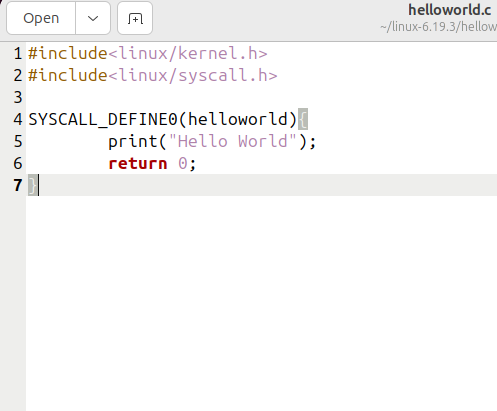 Open
helloworld.c
~/linux-6.19.3/hellow
1 #include<linux/kernel.h>
2 #include<linux/syscall.h>
3
4 SYSCALL_DEFINE0(helloworld){
5         print("Hello World");
6         return 0;
7 }